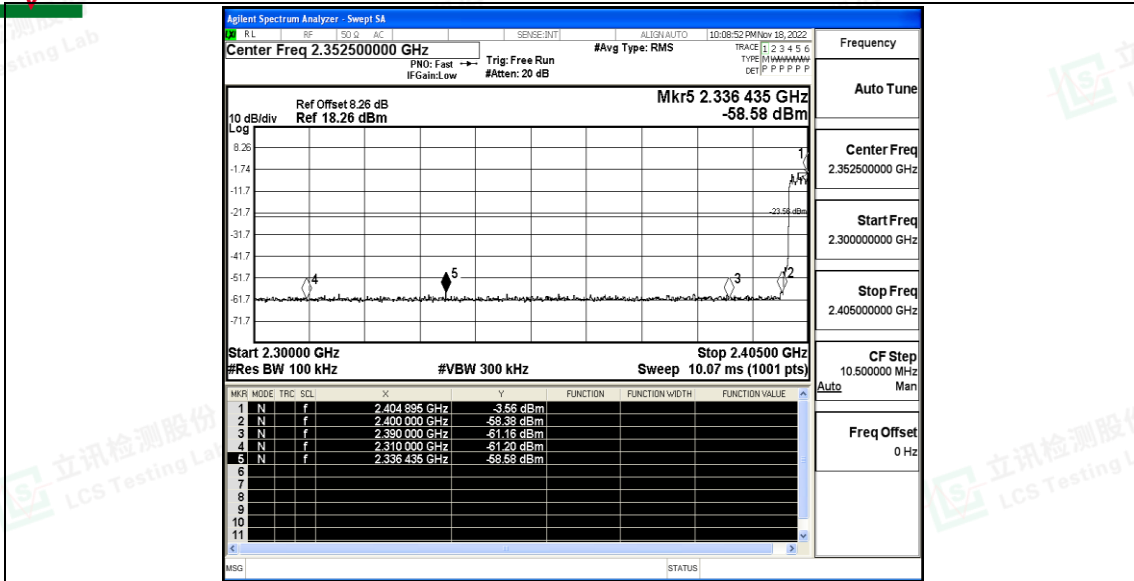 Agilent Spectrum Analyzer - Swept SA
RL RF 50 Ω AC SENSE:INT ALIGN AUTO 10:08:52 PM Nov 18, 2022
Center Freq 2.352500000 GHz
PNO: Fast
IFGain:Low
Trig: Free Run
#Atten: 20 dB
#Avg Type: RMS
TRACE 1 2 3 4 5 6
TYPE MWWWWW
DET P P P P P P
Ref Offset 8.26 dB
10 dB/div Ref 18.26 dBm
Log
Mkr5 2.336 435 GHz
-58.58 dBm
8.26
-1.74
-11.7
-21.7
-31.7
-41.7
-51.7
-61.7
-71.7
1
-23.56 dBm
4
5
3
2
Start 2.30000 GHz Stop 2.40500 GHz
#Res BW 100 kHz #VBW 300 kHz Sweep 10.07 ms (1001 pts)
MKR MODE TRC SCL X Y FUNCTION FUNCTION WIDTH FUNCTION VALUE
1 N f 2.404 895 GHz -3.56 dBm
2 N f 2.400 000 GHz -58.38 dBm
3 N f 2.390 000 GHz -61.16 dBm
4 N f 2.310 000 GHz -61.20 dBm
5 N f 2.336 435 GHz -58.58 dBm
6
7
8
9
10
11
MSG STATUS
Frequency
Auto Tune
Center Freq
2.352500000 GHz
Start Freq
2.300000000 GHz
Stop Freq
2.405000000 GHz
CF Step
10.500000 MHz
Auto Man
Freq Offset
0 Hz
sting Lab
立讯检测股份
LCS Testing Lab
立讯检测股份
LCS Testing L